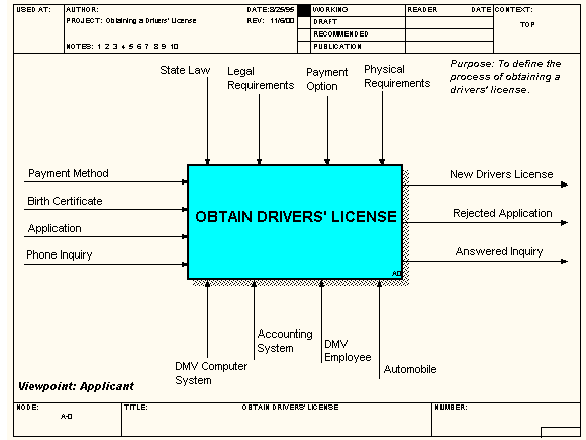 USED AT:
AUTHOR:
DATE:8/25/95
WORKING
READER
DATE
CONTEXT:
PROJECT: Obtaining a Drivers' License
REV: 11/6/00
DRAFT
TOP
RECOMMENDED
NOTES: 1 2 3 4 5 6 7 8 9 10
PUBLICATION
Purpose: To define the
process of obtaining a
drivers' license.
State Law
Legal
Requirements
Payment
Option
Physical
Requirements
Payment Method
Birth Certificate
Application
Phone Inquiry
OBTAIN DRIVERS' LICENSE
A0
New Drivers License
Rejected Application
Answered Inquiry
DMV Computer
System
Accounting
System
DMV
Employee
Automobile
Viewpoint: Applicant
NODE:
A-0
TITLE:
OBTAIN DRIVERS' LICENSE
NUMBER: